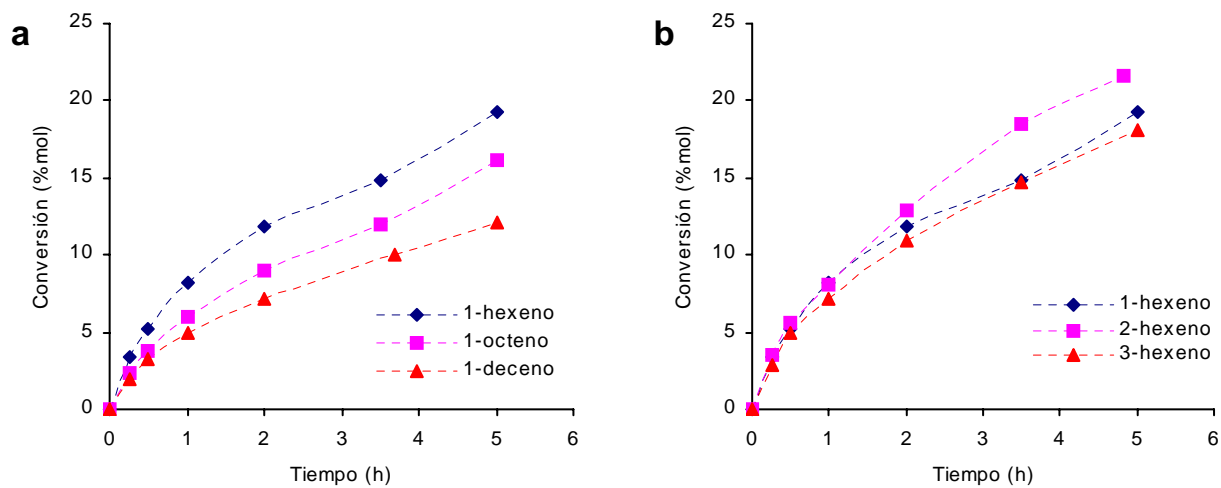 a
Conversión (%mol)
25
20
15
10
5
0
0 1 2 3 4 5 6
Tiempo (h)
1-hexeno
1-octeno
1-deceno
b
Conversión (%mol)
25
20
15
10
5
0
0 1 2 3 4 5 6
Tiempo (h)
1-hexeno
2-hexeno
3-hexeno